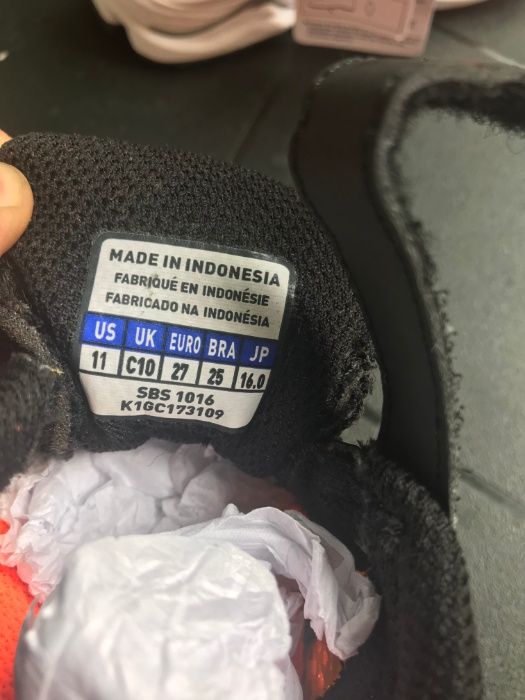 MADE IN INDONESIA
FABRIQUÉ EN INDONÉSIE
FABRICADO NA INDONÉSIA
US UK EURO BRA JP
11 C10 27 25 16.0
SBS 1016
K1GC173109